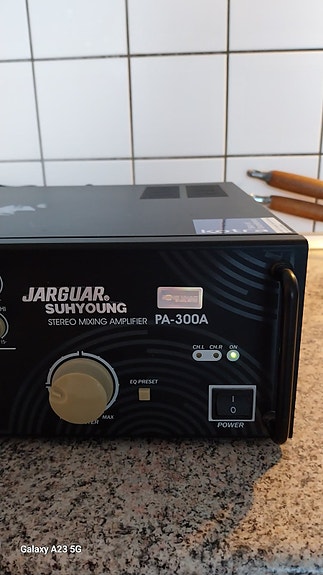 JARGUAR®
SUHYOUNG
STEREO MIXING AMPLIFIER PA-300A
CH.L CH.R ON
EQ PRESET
MAX
I
O
POWER
Galaxy A23 5G